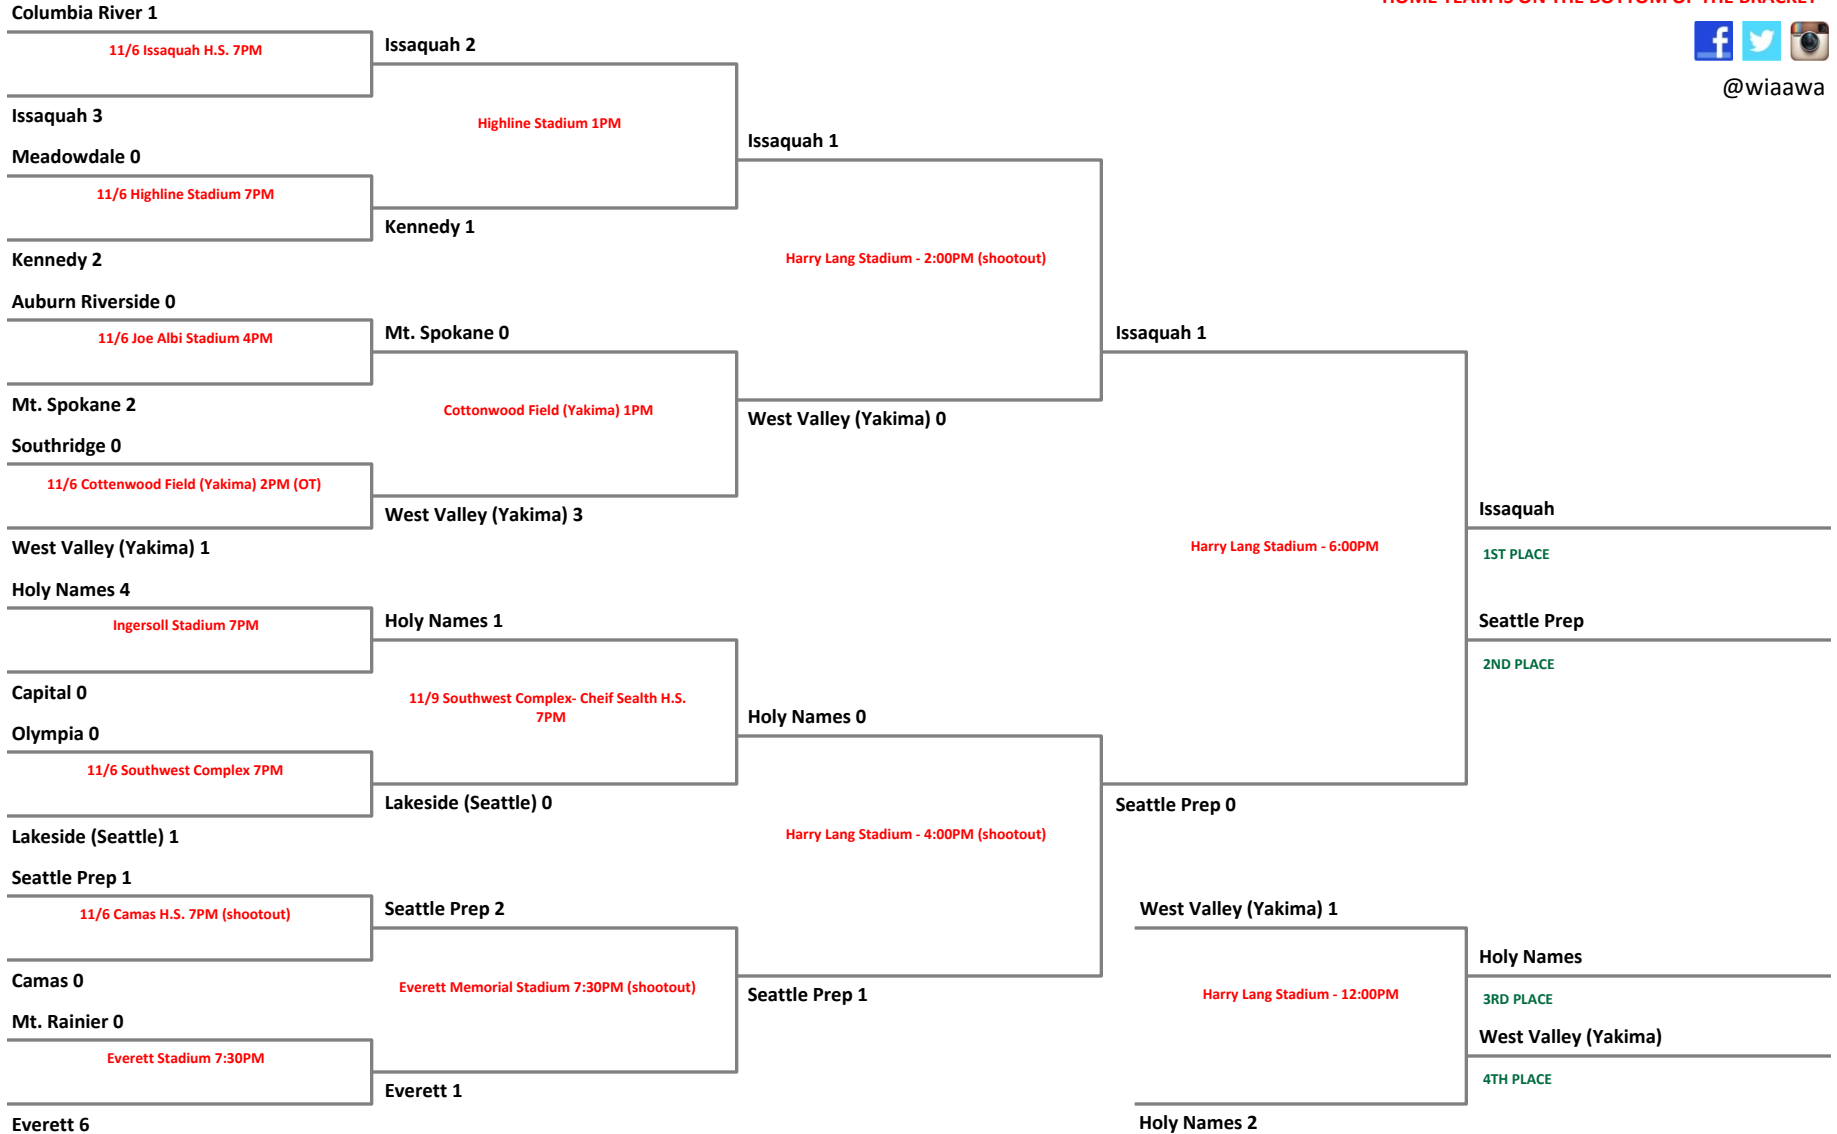 HOME TEAM IS ON THE BOTTOM OF THE BRACKET
@wiaawa
Columbia River 1
11/6 Issaquah H.S. 7PM
Issaquah 3
Meadowdale 0
11/6 Highline Stadium 7PM
Kennedy 2
Auburn Riverside 0
11/6 Joe Albi Stadium 4PM
Mt. Spokane 2
Southridge 0
11/6 Cottenwood Field (Yakima) 2PM (OT)
West Valley (Yakima) 1
Holy Names 4
Ingersoll Stadium 7PM
Capital 0
Olympia 0
11/6 Southwest Complex 7PM
Lakeside (Seattle) 1
Seattle Prep 1
11/6 Camas H.S. 7PM (shootout)
Camas 0
Mt. Rainier 0
Everett Stadium 7:30PM
Everett 6
Issaquah 2
Highline Stadium 1PM
Kennedy 1
Mt. Spokane 0
Cottonwood Field (Yakima) 1PM
West Valley (Yakima) 3
Holy Names 1
11/9 Southwest Complex- Cheif Sealth H.S.
7PM
Lakeside (Seattle) 0
Seattle Prep 2
Everett Memorial Stadium 7:30PM (shootout)
Everett 1
Issaquah 1
Harry Lang Stadium - 2:00PM (shootout)
West Valley (Yakima) 0
Holy Names 0
Harry Lang Stadium - 4:00PM (shootout)
Seattle Prep 1
Issaquah 1
Harry Lang Stadium - 6:00PM
Seattle Prep 0
Issaquah
1ST PLACE
Seattle Prep
2ND PLACE
West Valley (Yakima) 1
Harry Lang Stadium - 12:00PM
Holy Names 2
Holy Names
3RD PLACE
West Valley (Yakima)
4TH PLACE